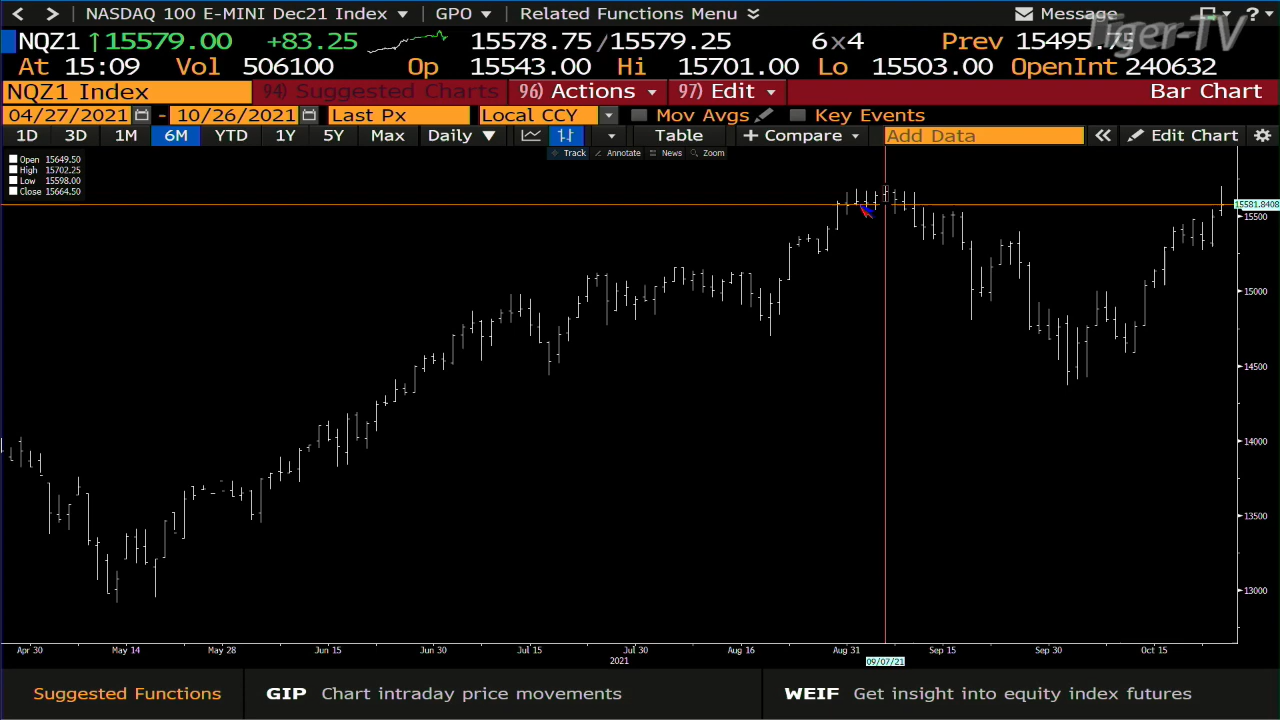 NASDAQ 100 E-MINI Dec21 Index GPO Related Functions Menu Message ?
Tiger-TV
NQZ1 ↑15579.00 +83.25 15578.75/15579.25 6x4 Prev 15495.75
At 15:09 Vol 506100 Op 15543.00 Hi 15701.00 Lo 15503.00 OpenInt 240632
NQZ1 Index 94) Suggested Charts 96) Actions 97) Edit Bar Chart
04/27/2021 - 10/26/2021 Last Px Local CCY Mov Avgs Key Events
1D 3D 1M 6M YTD 1Y 5Y Max Daily ▼ Table + Compare Add Data « Edit Chart
Track Annotate News Zoom
Open 15649.50
High 15702.25
Low 15598.00
Close 15664.50
15581.8408
15500
15000
14500
14000
13500
13000
Apr 30 May 14 May 28 Jun 15 Jun 30 Jul 15 Jul 30 Aug 16 Aug 31 Sep 15 Sep 30 Oct 15
2021 09/07/21
Suggested Functions GIP Chart intraday price movements WEIF Get insight into equity index futures